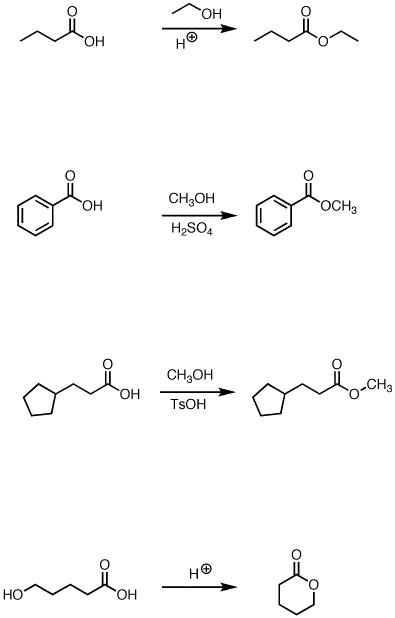 O OH O
OH H⊕ O
O O
OH CH₃OH OCH₃
H₂SO₄
O CH₃OH O CH₃
OH TsOH O
O H⊕ O
HO OH O